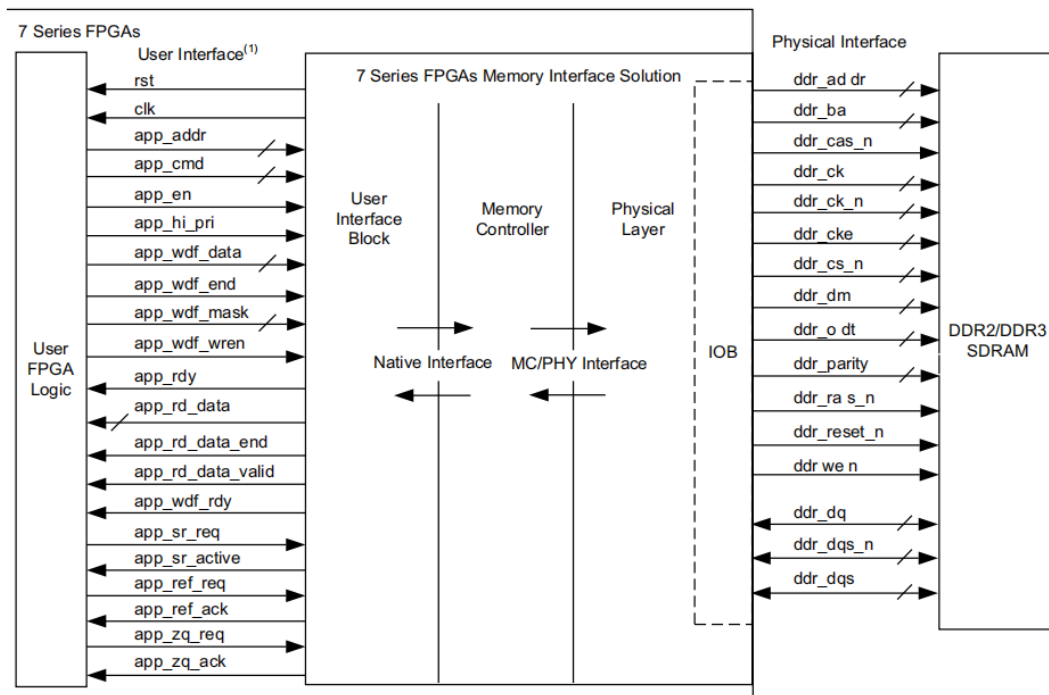 7 Series FPGAs
User Interface(1)
rst
clk
app_addr
app_cmd
app_en
app_hi_pri
app_wdf_data
app_wdf_end
app_wdf_mask
app_wdf_wren
app_rdy
app_rd_data
app_rd_data_end
app_rd_data_valid
app_wdf_rdy
app_sr_req
app_sr_active
app_ref_req
app_ref_ack
app_zq_req
app_zq_ack
User
FPGA
Logic
7 Series FPGAs Memory Interface Solution
User
Interface
Block
Memory
Controller
Physical
Layer
Native Interface
MC/PHY Interface
IOB
Physical Interface
ddr_ad dr
ddr_ba
ddr_cas_n
ddr_ck
ddr_ck_n
ddr_cke
ddr_cs_n
ddr_dm
ddr_o dt
ddr_parity
ddr_ra s_n
ddr_reset_n
ddr we n
ddr_dq
ddr_dqs_n
ddr_dqs
DDR2/DDR3
SDRAM